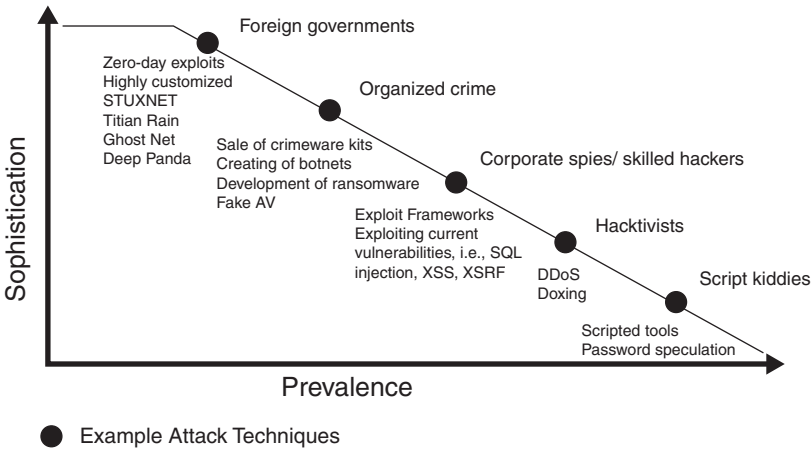 Foreign governments
Zero-day exploits
Highly customized
STUXNET
Titian Rain
Ghost Net
Deep Panda
Organized crime
Sale of crimeware kits
Creating of botnets
Development of ransomware
Fake AV
Corporate spies/ skilled hackers
Exploit Frameworks
Exploiting current
vulnerabilities, i.e., SQL
injection, XSS, XSRF
Hacktivists
DDoS
Doxing
Script kiddies
Scripted tools
Password speculation
Sophistication
Prevalence
Example Attack Techniques